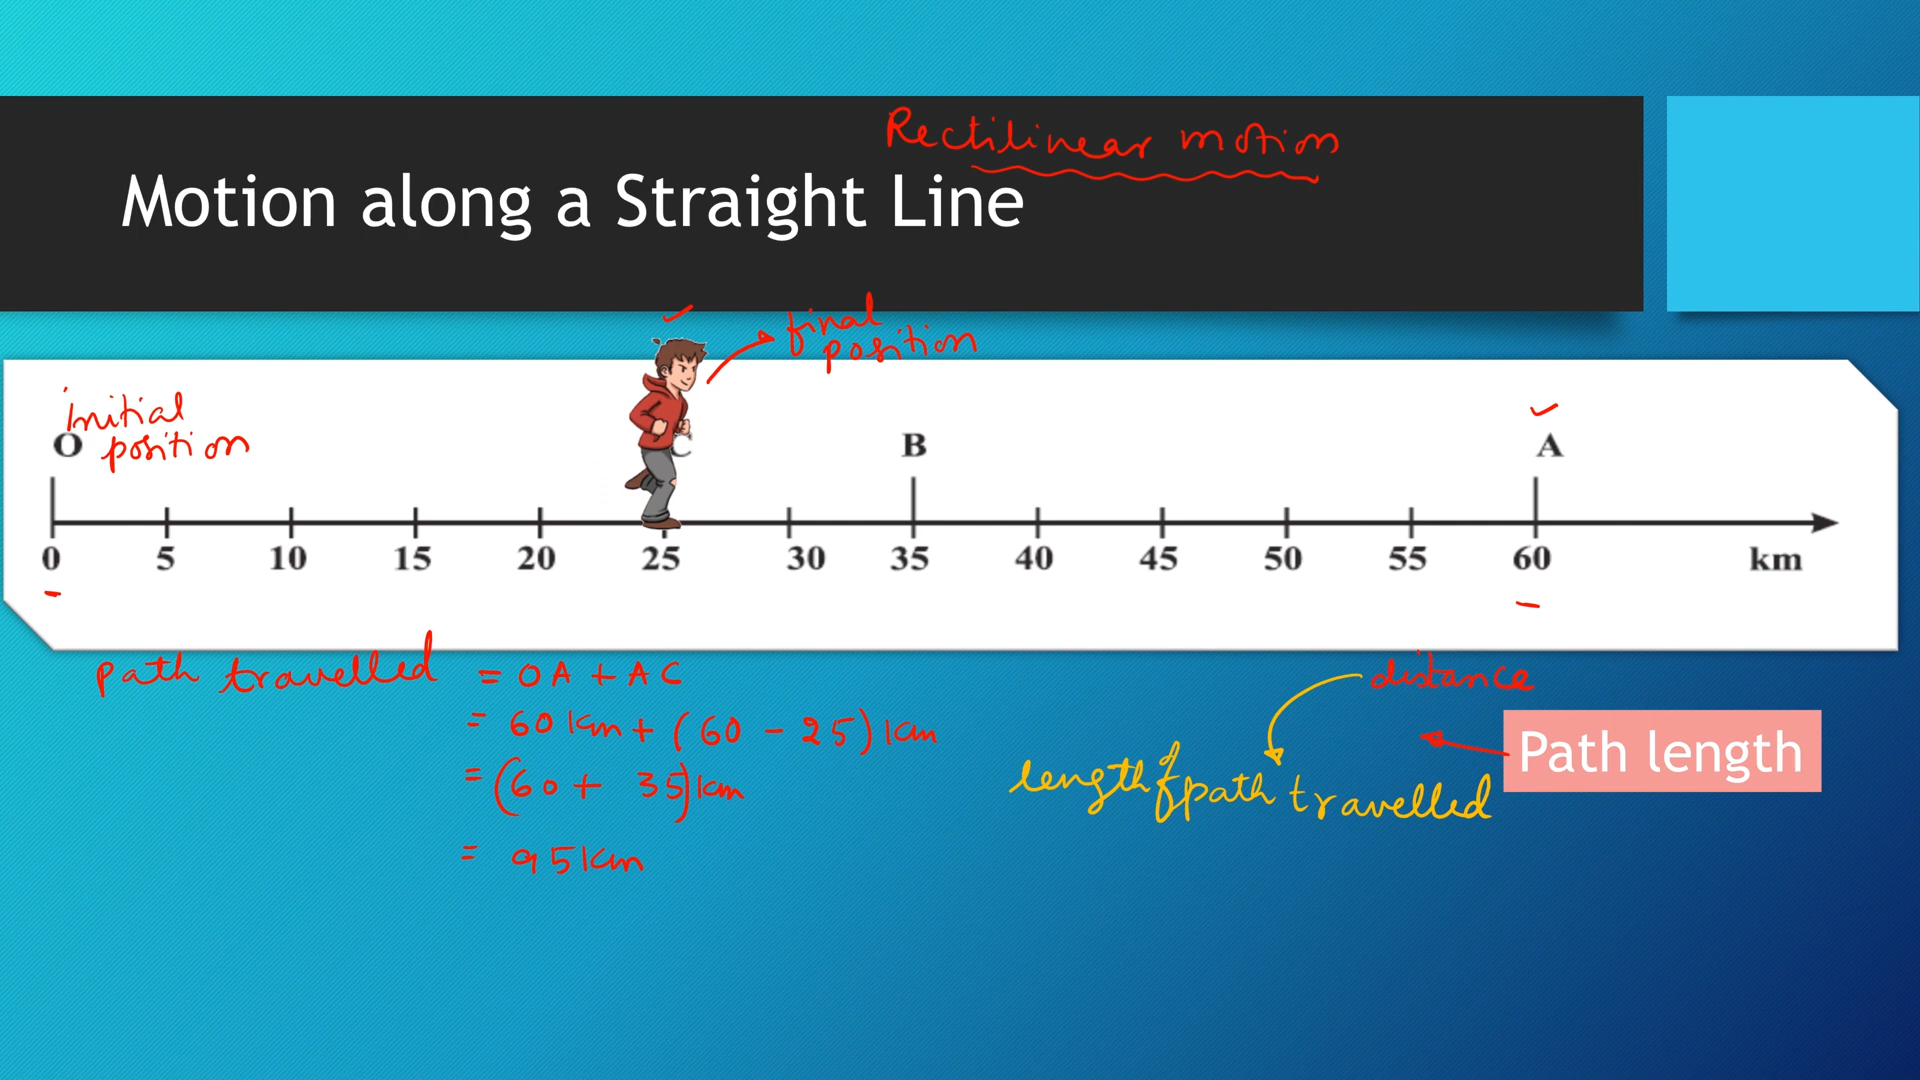 Rectilinear motion
Motion along a Straight Line
final
position
initial
position
O
C
B
A
0 5 10 15 20 25 30 35 40 45 50 55 60 km
path travelled = OA + AC
= 60 km + (60 - 25) km
= (60 + 35) km
= 95 km
distance
Path length
length of path travelled